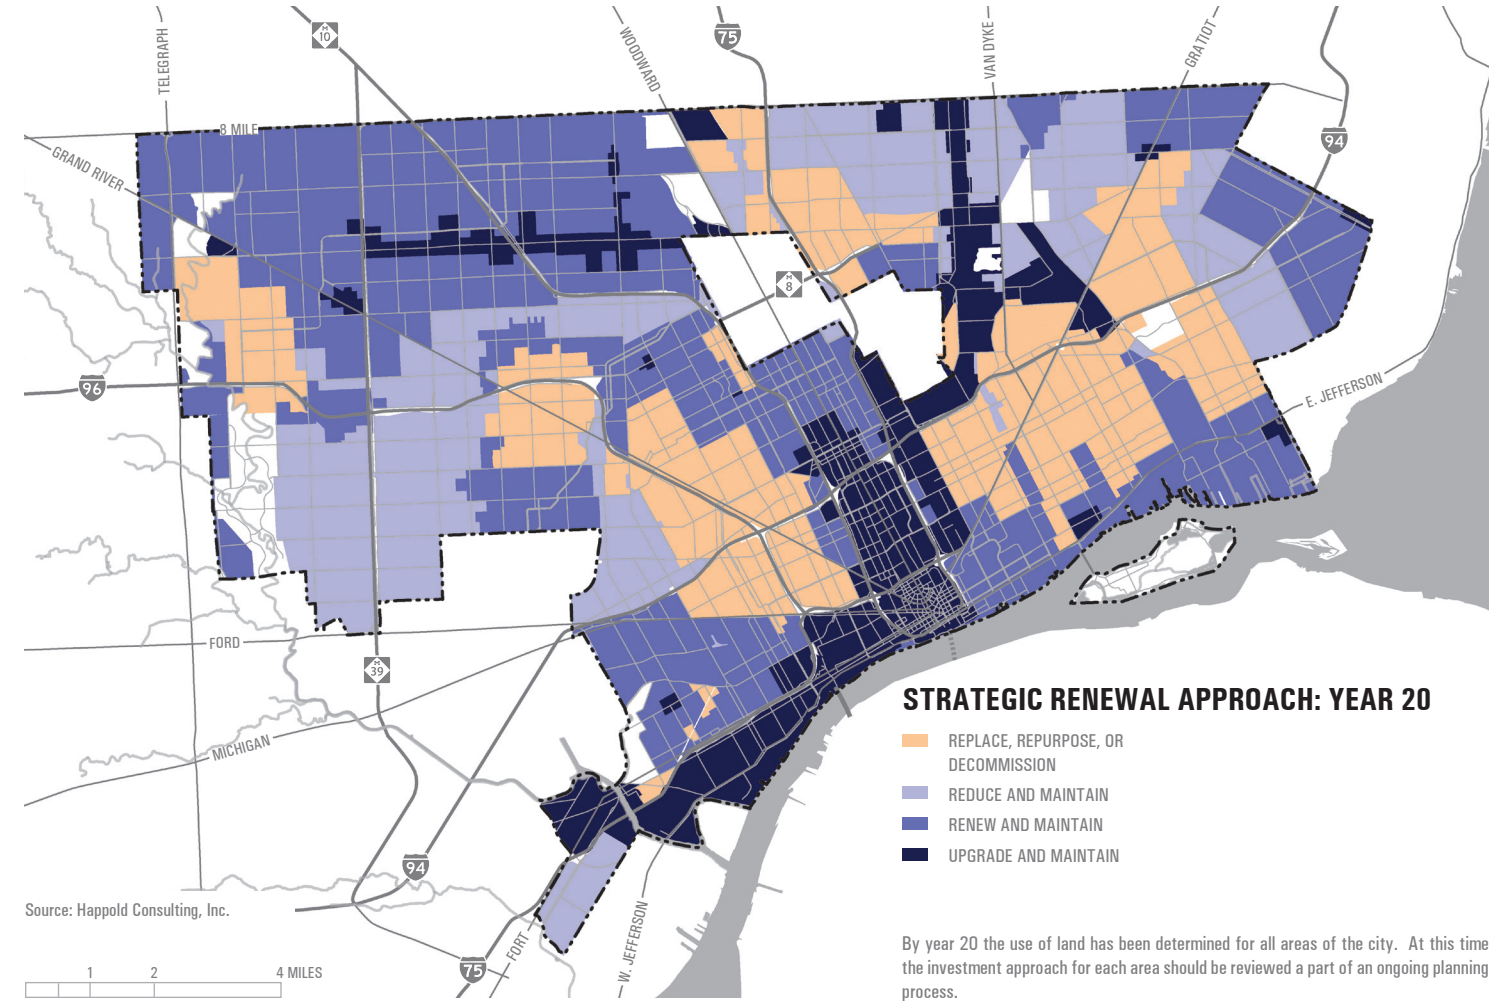 TELEGRAPH
M
10
WOODWARD
75
VAN DYKE
GRATIOT
94
8 MILE
GRAND RIVER
M
8
96
E. JEFFERSON
FORD
M
39
MICHIGAN
94
FORT
W. JEFFERSON
75
STRATEGIC RENEWAL APPROACH: YEAR 20
REPLACE, REPURPOSE, OR
DECOMMISSION
REDUCE AND MAINTAIN
RENEW AND MAINTAIN
UPGRADE AND MAINTAIN
Source: Happold Consulting, Inc.
1 2 4 MILES
By year 20 the use of land has been determined for all areas of the city. At this time
the investment approach for each area should be reviewed a part of an ongoing planning
process.